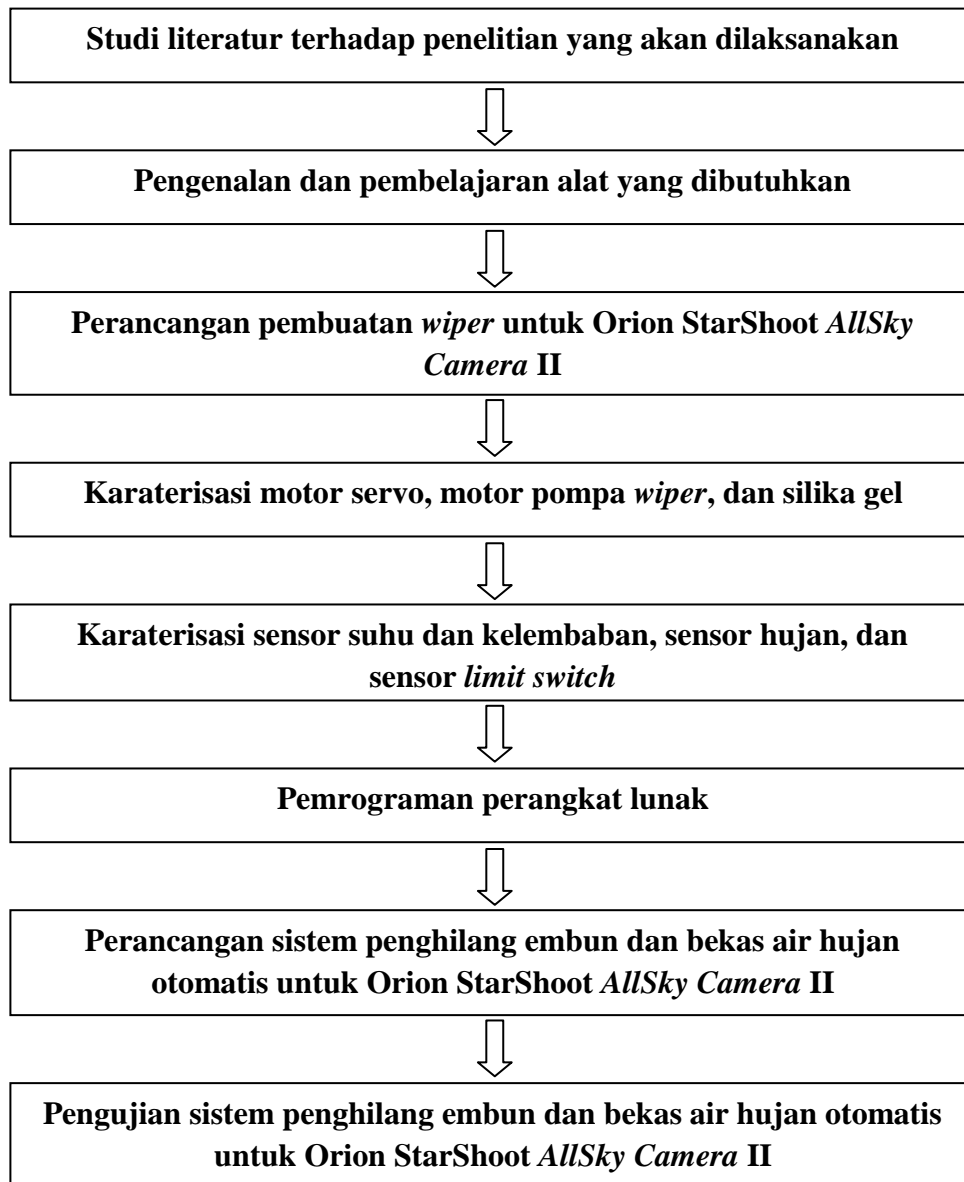 Studi literatur terhadap penelitian yang akan dilaksanakan
Pengenalan dan pembelajaran alat yang dibutuhkan
Perancangan pembuatan wiper untuk Orion StarShoot AllSky
Camera II
Karaterisasi motor servo, motor pompa wiper, dan silika gel
Karaterisasi sensor suhu dan kelembaban, sensor hujan, dan
sensor limit switch
Pemrograman perangkat lunak
Perancangan sistem penghilang embun dan bekas air hujan
otomatis untuk Orion StarShoot AllSky Camera II
Pengujian sistem penghilang embun dan bekas air hujan otomatis
untuk Orion StarShoot AllSky Camera II